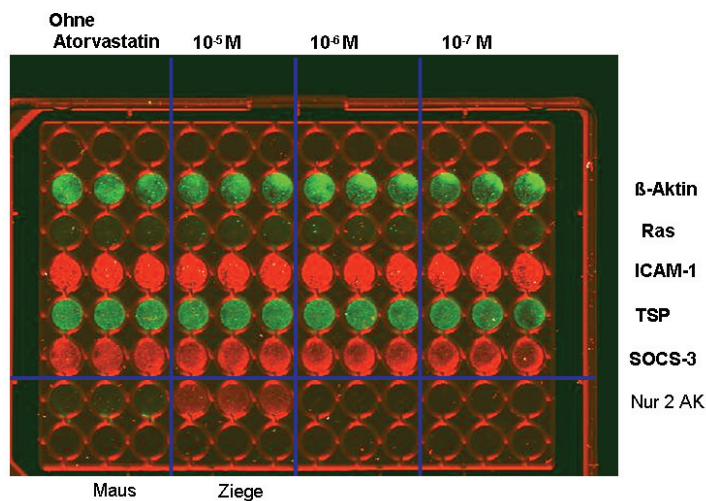 Ohne
Atorvastatin 10-5 M 10-6 M 10-7 M
ß-Aktin
Ras
ICAM-1
TSP
SOCS-3
Nur 2 AK
Maus Ziege